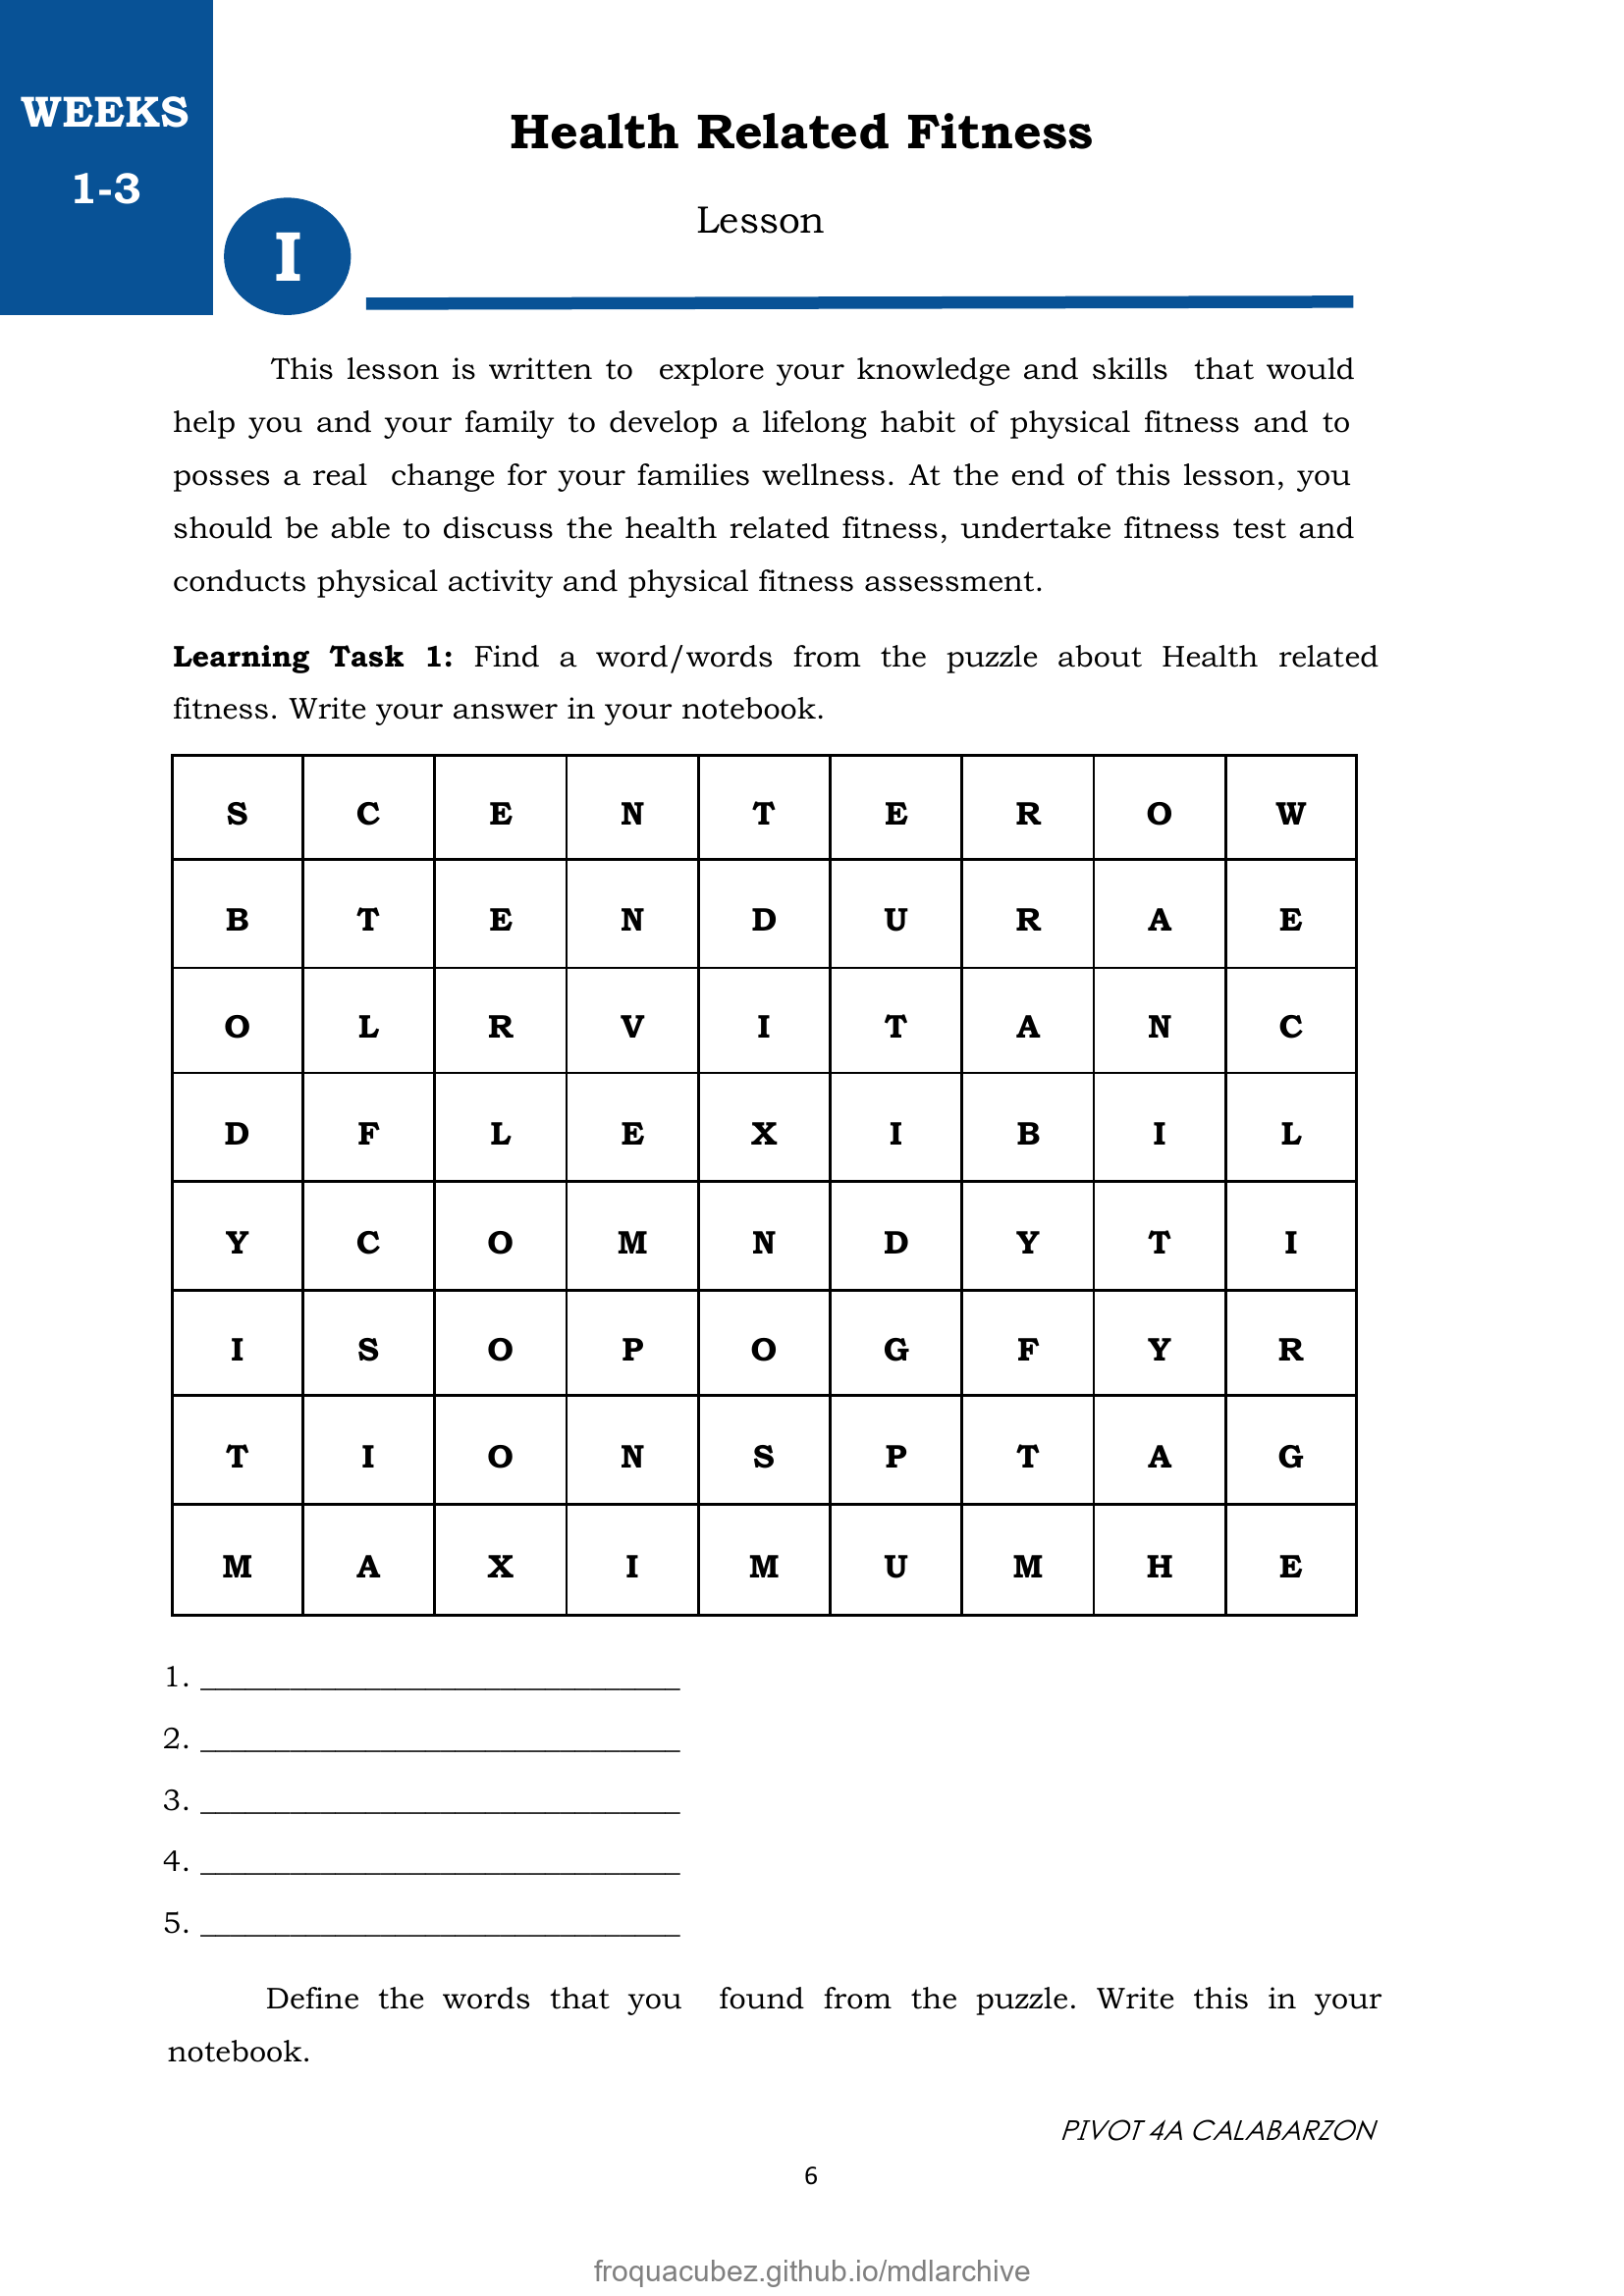 WEEKS
1-3
Health Related Fitness
Lesson
I
This lesson is written to explore your knowledge and skills that would
help you and your family to develop a lifelong habit of physical fitness and to
posses a real change for your families wellness. At the end of this lesson, you
should be able to discuss the health related fitness, undertake fitness test and
conducts physical activity and physical fitness assessment.
Learning Task 1: Find a word/words from the puzzle about Health related
fitness. Write your answer in your notebook.
S C E N T E R O W
B T E N D U R A E
O L R V I T A N C
D F L E X I B I L
Y C O M N D Y T I
I S O P O G F Y R
T I O N S P T A G
M A X I M U M H E
1. ______________________________
2. ______________________________
3. ______________________________
4. ______________________________
5. ______________________________
Define the words that you found from the puzzle. Write this in your
notebook.
PIVOT 4A CALABARZON
6
froquacubez.github.io/mdlarchive